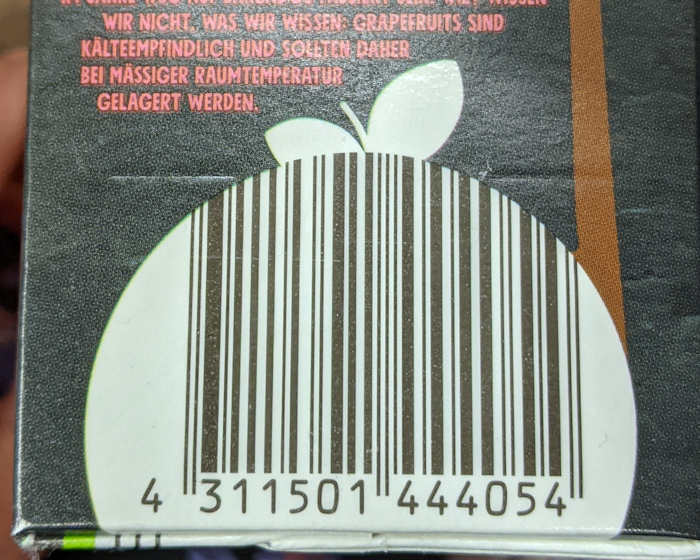 WIR NICHT, WAS WIR WISSEN: GRAPEFRUITS SIND
KÄLTEEMPFINDLICH UND SOLLTEN DAHER
BEI MÄSSIGER RAUMTEMPERATUR
GELAGERT WERDEN.
4 311501 444054